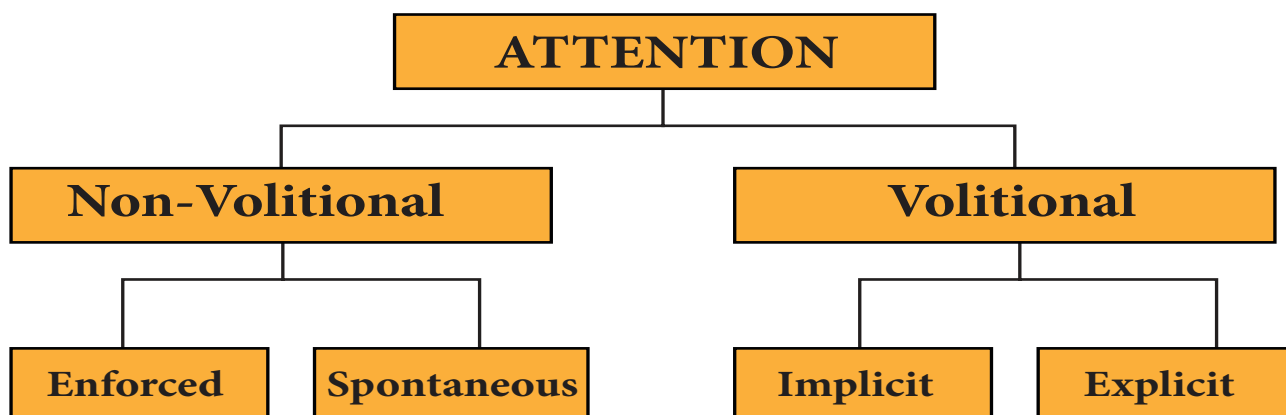 ATTENTION
Non-Volitional
Volitional
Enforced
Spontaneous
Implicit
Explicit